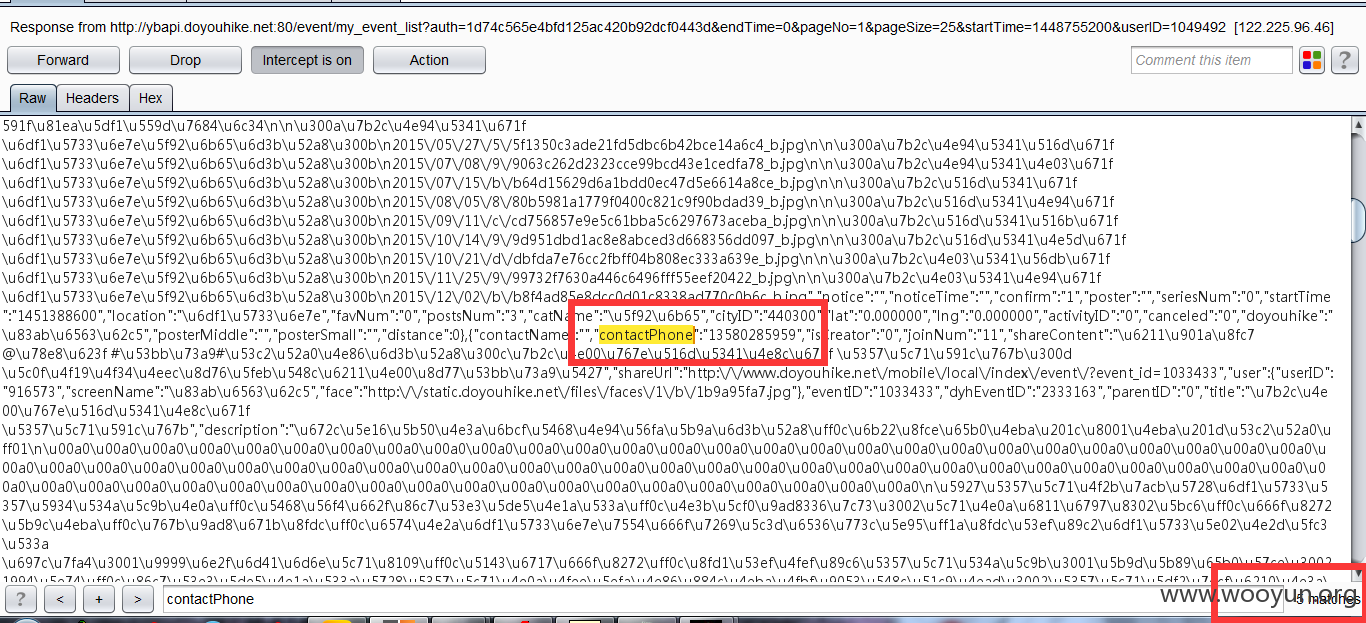 Response from http://ybapi.doyouhike.net:80/event/my_event_list?auth=1d74c565e4bfd125ac420b92dcf0443d&endTime=0&pageNo=1&pageSize=25&startTime=1448755200&userID=1049492 [122.225.96.46]
Forward Drop Intercept is on Action Comment this item ?
Raw Headers Hex
591f\u81ea\u5df1\u559d\u7684\u6c34\n\n\u300a\u7b2c\u4e94\u5341\u671f
\u6df1\u5733\u6e7e\u5f92\u6b65\u6d3b\u52a8\u300b\n2015\/05\/27\/5\/5f1350c3ade21fd5dbc6b42bce14a6c4_b.jpg\n\n\u300a\u7b2c\u4e94\u5341\u516d\u671f
\u6df1\u5733\u6e7e\u5f92\u6b65\u6d3b\u52a8\u300b\n2015\/07\/08\/9\/9063c262d2323cce99bcd43e1cedfa78_b.jpg\n\n\u300a\u7b2c\u4e94\u5341\u4e03\u671f
\u6df1\u5733\u6e7e\u5f92\u6b65\u6d3b\u52a8\u300b\n2015\/07\/15\/b\/b64d15629d6a1bdd0ec47d5e6614a8ce_b.jpg\n\n\u300a\u7b2c\u516d\u5341\u671f
\u6df1\u5733\u6e7e\u5f92\u6b65\u6d3b\u52a8\u300b\n2015\/08\/05\/8\/80b5981a1779f0400c821c9f90bdad39_b.jpg\n\n\u300a\u7b2c\u516d\u5341\u4e94\u671f
\u6df1\u5733\u6e7e\u5f92\u6b65\u6d3b\u52a8\u300b\n2015\/09\/11\/c\/cd756857e9e5c61bba5c6297673aceba_b.jpg\n\n\u300a\u7b2c\u516d\u5341\u516b\u671f
\u6df1\u5733\u6e7e\u5f92\u6b65\u6d3b\u52a8\u300b\n2015\/10\/14\/9\/9d951dbd1ac8e8abced3d668356dd097_b.jpg\n\n\u300a\u7b2c\u516d\u5341\u4e5d\u671f
\u6df1\u5733\u6e7e\u5f92\u6b65\u6d3b\u52a8\u300b\n2015\/10\/21\/d\/dbfda7e76cc2fbff04b808ec333a639e_b.jpg\n\n\u300a\u7b2c\u4e03\u5341\u56db\u671f
\u6df1\u5733\u6e7e\u5f92\u6b65\u6d3b\u52a8\u300b\n2015\/11\/25\/9\/99732f7630a446c6496fff55eef20422_b.jpg\n\n\u300a\u7b2c\u4e03\u5341\u4e94\u671f
\u6df1\u5733\u6e7e\u5f92\u6b65\u6d3b\u52a8\u300b\n2015\/12\/02\/b\/b8f4ad85e8dcc0d01c8338ad770c0b6c_b.jpg","notice":"","noticeTime":"","confirm":"1","poster":"","seriesNum":"0","startTime
":"1451388600","location":"\u6df1\u5733\u6e7e","favNum":"0","postsNum":"3","catName":"\u5f92\u6b65","cityID":"440300","lat":"0.000000","lng":"0.000000","activityID":"0","canceled":"0","doyouhike":"
\u83ab\u6563\u62c5","posterMiddle":"","posterSmall":"","distance":0},{"contactName":"","contactPhone":"13580285959","isCreator":"0","joinNum":"11","shareContent":"\u6211\u901a\u8fc7
@\u78e8\u623f #\u53bb\u73a9#\u53c2\u52a0\u4e86\u6d3b\u52a8\u300c\u7b2c\u4e00\u767e\u516d\u5341\u4e8c\u671f \u5357\u5c71\u591c\u767b\u300d
\u5c0f\u4f19\u4f34\u4eec\u8d76\u5feb\u548c\u6211\u4e00\u8d77\u53bb\u73a9\u5427","shareUrl":"http:\/\/www.doyouhike.net\/mobile\/local\/index\/event\/?event_id=1033433","user":{"userID"
:"916573","screenName":"\u83ab\u6563\u62c5","face":"http:\/\/static.doyouhike.net\/files\/faces\/1\/b\/1b9a95fa7.jpg"},"eventID":"1033433","dyhEventID":"2333163","parentID":"0","title":"\u7b2c\u4e
00\u767e\u516d\u5341\u4e8c\u671f
\u5357\u5c71\u591c\u767b","description":"\u672c\u5e16\u5b50\u4e3a\u6bcf\u5468\u4e94\u56fa\u5b9a\u6d3b\u52a8\uff0c\u6b22\u8fce\u65b0\u4eba\u201c\u8001\u4eba\u201d\u53c2\u52a0\u
ff01\n\u00a0\u00a0\u00a0\u00a0\u00a0\u00a0\u00a0\u00a0\u00a0\u00a0\u00a0\u00a0\u00a0\u00a0\u00a0\u00a0\u00a0\u00a0\u00a0\u00a0\u00a0\u00a0\u00a0\u00a0\u00a0\u
00a0\u00a0\u00a0\u00a0\u00a0\u00a0\u00a0\u00a0\u00a0\u00a0\u00a0\u00a0\u00a0\u00a0\u00a0\u00a0\u00a0\u00a0\u00a0\u00a0\u00a0\u00a0\u00a0\u00a0\u00a0\u00a0\u0
0a0\u00a0\u00a0\u00a0\u00a0\u00a0\u00a0\u00a0\u00a0\u00a0\u00a0\u00a0\u00a0\u00a0\u00a0\u00a0\u00a0\u00a0\n\u5927\u5357\u5c71\u4f2b\u7acb\u5728\u6df1\u5733\u5
357\u5934\u534a\u5c9b\u4e0a\uff0c\u5468\u56f4\u662f\u86c7\u53e3\u5de5\u4e1a\u533a\uff0c\u4e3b\u5cf0\u9ad8336\u7c73\u3002\u5c71\u4e0a\u6811\u6797\u8302\u5bc6\uff0c\u666f\u8272
\u5b9c\u4eba\uff0c\u767b\u9ad8\u671b\u8fdc\uff0c\u6574\u4e2a\u6df1\u5733\u6e7e\u7554\u666f\u7269\u5c3d\u6536\u773c\u5e95\uff1a\u8fdc\u53ef\u89c2\u6df1\u5733\u5e02\u4e2d\u5fc3
\u533a
\u697c\u7fa4\u3001\u9999\u6e2f\u6d41\u6d6e\u5c71\u8109\uff0c\u5143\u6717\u666f\u8272\uff0c\u8fd1\u53ef\u4fef\u89c6\u5357\u5c71\u534a\u5c9b\u3001\u5b9d\u5b89\u65b0\u57ce\u3002
? < + > contactPhone 5 matches
www.wooyun.org